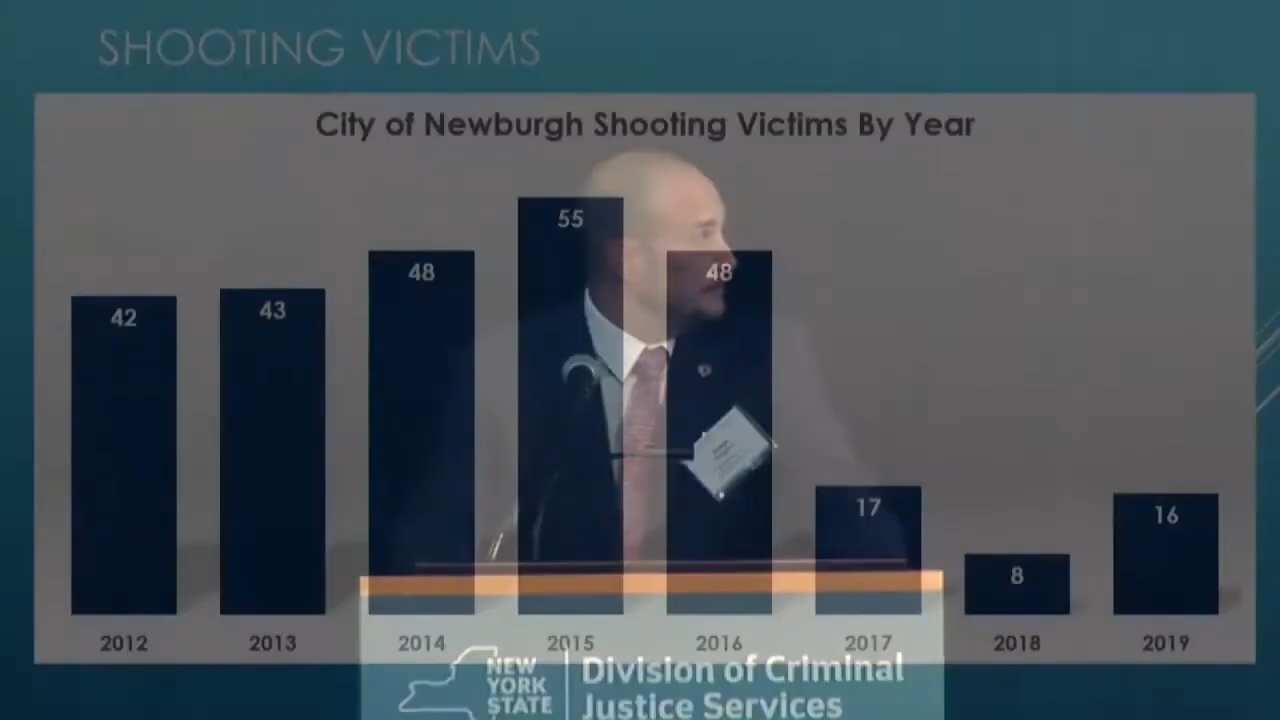 SHOOTING VICTIMS
City of Newburgh Shooting Victims By Year
42
43
48
55
48
17
8
16
2012
2013
2014
2015
2016
2017
2018
2019
NEW
YORK
STATE
Division of Criminal
Justice Services